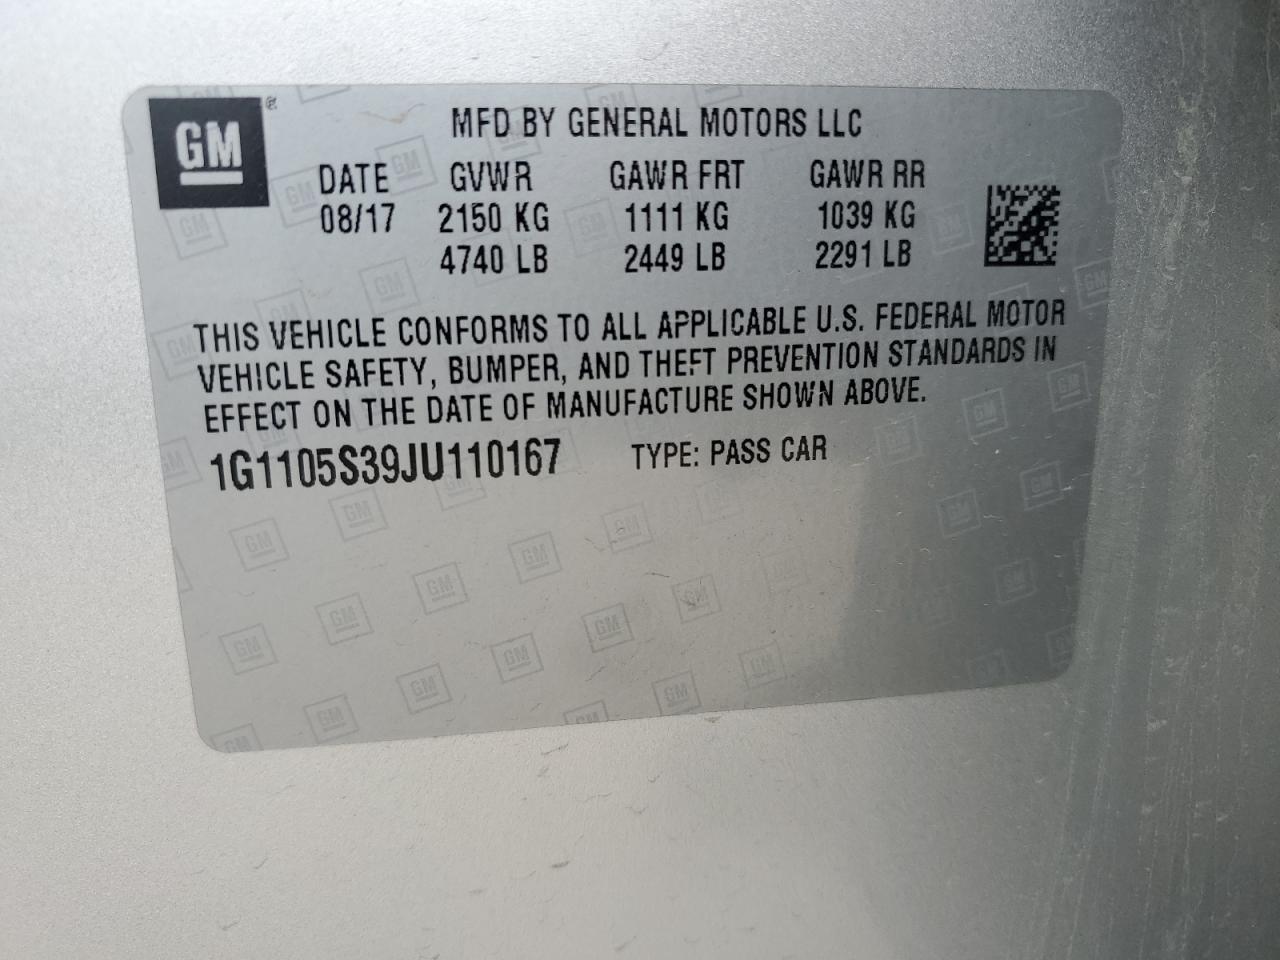 GM ®
MFD BY GENERAL MOTORS LLC
DATE GVWR GAWR FRT GAWR RR
08/17 2150 KG 1111 KG 1039 KG
4740 LB 2449 LB 2291 LB
THIS VEHICLE CONFORMS TO ALL APPLICABLE U.S. FEDERAL MOTOR
VEHICLE SAFETY, BUMPER, AND THEFT PREVENTION STANDARDS IN
EFFECT ON THE DATE OF MANUFACTURE SHOWN ABOVE.
1G1105S39JU110167 TYPE: PASS CAR